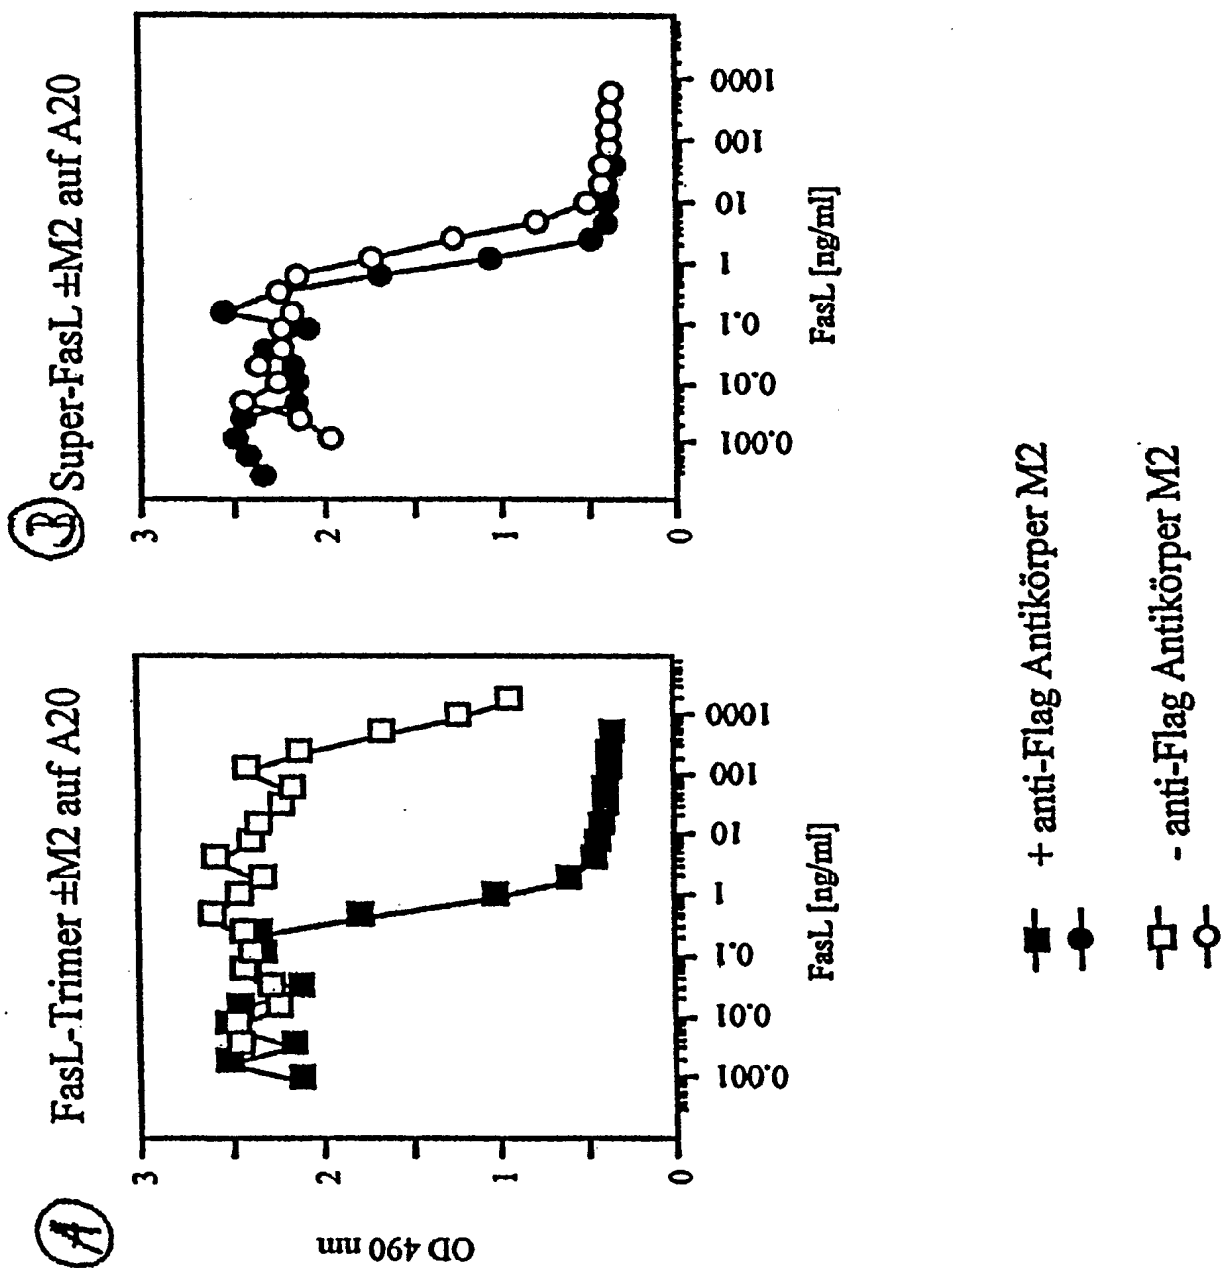 A
FasL-Trimer ±M2 auf A20
OD 490 nm
3
2
1
0
0.001
0.01
0.1
1
10
100
1000
FasL [ng/ml]
B
Super-FasL ±M2 auf A20
3
2
1
0
0.001
0.01
0.1
1
10
100
1000
FasL [ng/ml]
+ anti-Flag Antikörper M2
- anti-Flag Antikörper M2